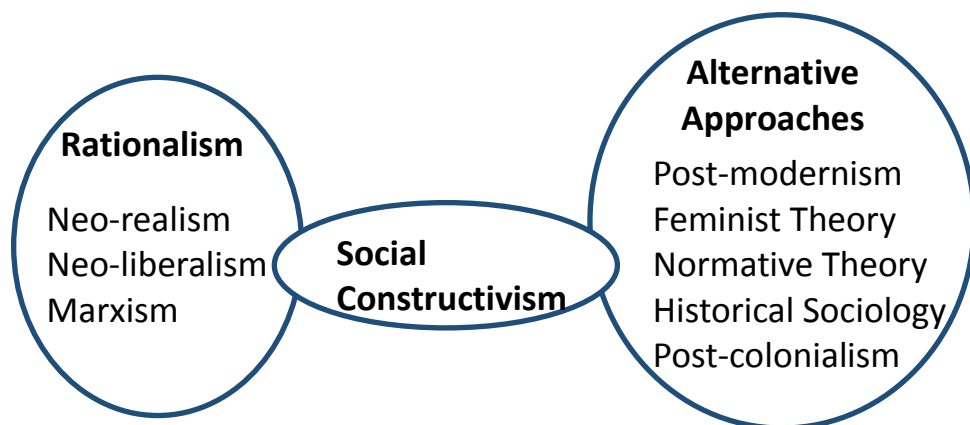 Rationalism
Neo-realism
Neo-liberalism
Marxism
Social
Constructivism
Alternative
Approaches
Post-modernism
Feminist Theory
Normative Theory
Historical Sociology
Post-colonialism